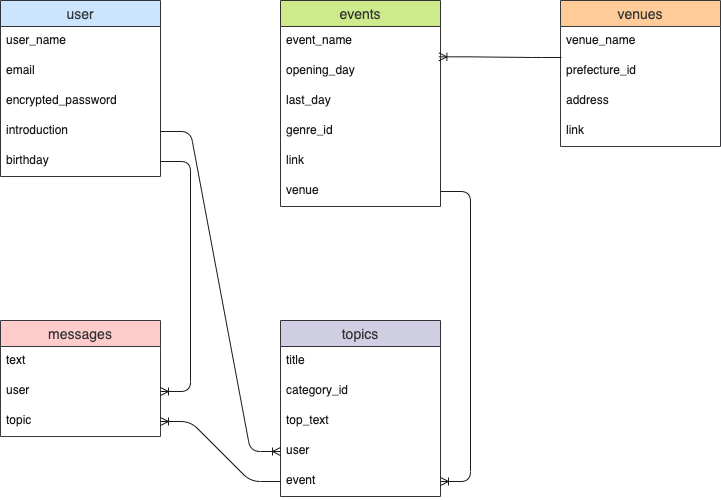 user
user_name
email
encrypted_password
introduction
birthday
events
event_name
opening_day
last_day
genre_id
link
venue
venues
venue_name
prefecture_id
address
link
messages
text
user
topic
topics
title
category_id
top_text
user
event